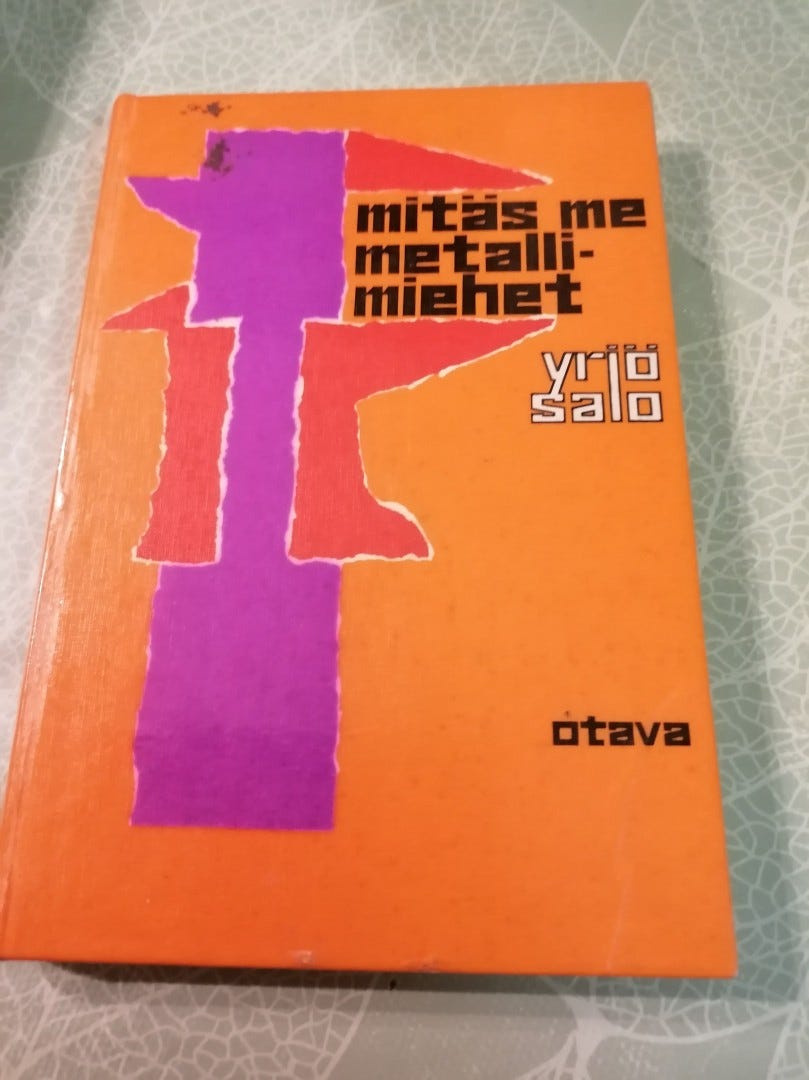 mitäs me
metalli-
miehet
yrjö
salo
otava